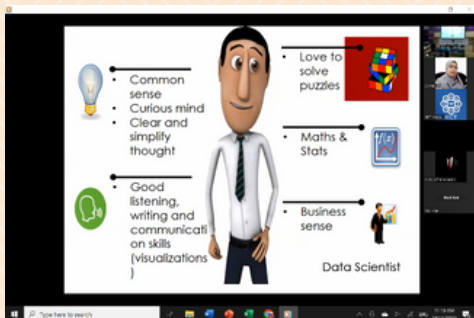 Common
sense
Curious mind
Clear and
simplify
thought
Good
listening,
writing and
communicati
on skills
(visualizations
)
Love to
solve
puzzles
f(x)
Maths &
Stats
Business
sense
Data Scientist
Type here to search